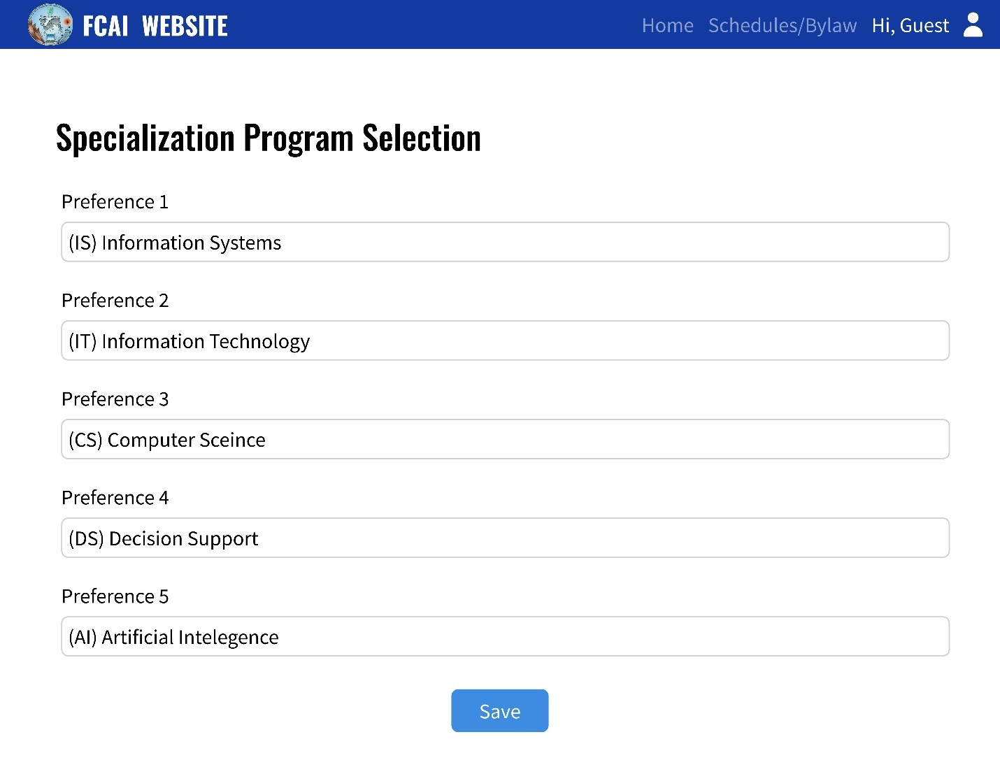 FCAI WEBSITE
Home Schedules/Bylaw Hi, Guest
Specialization Program Selection
Preference 1
(IS) Information Systems
Preference 2
(IT) Information Technology
Preference 3
(CS) Computer Sceince
Preference 4
(DS) Decision Support
Preference 5
(AI) Artificial Intelegence
Save